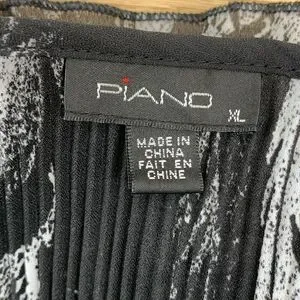 PiANO
XL
MADE IN
CHINA
FAIT EN
CHINE